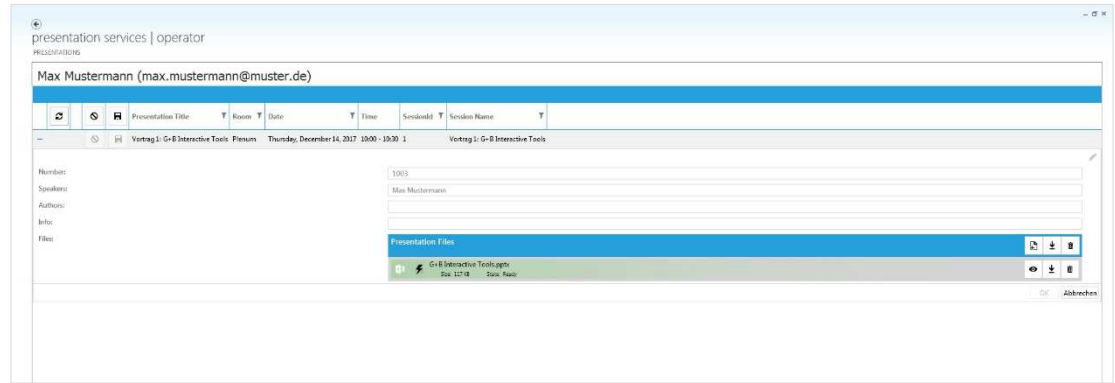 presentation services | operator
PRESENTATIONS
Max Mustermann (max.mustermann@muster.de)
Presentation Title Room Date Time SessionId Session Name
Vortrag 1: G+B Interactive Tools Plenum Thursday, December 14, 2017 10:00 - 10:30 1 Vortrag 1: G+B Interactive Tools
Number: 1003
Speakers: Max Mustermann
Authors:
Info:
Files: Presentation Files
G+B Interactive Tools.pptx
Size: 117 KB State: Ready
OK Abbrechen